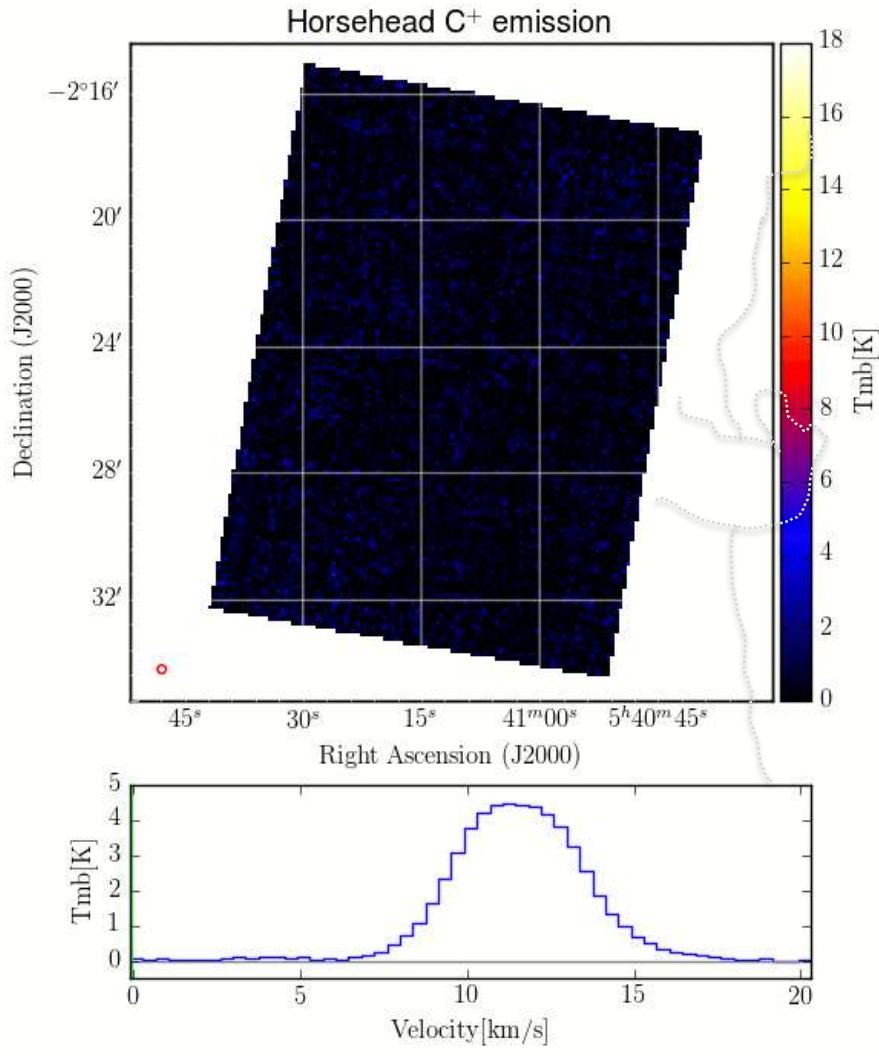 Horsehead C⁺ emission
−2°16′
20′
24′
28′
32′
Declination (J2000)
45ˢ 30ˢ 15ˢ 41ᵐ00ˢ 5ʰ40ᵐ45ˢ
Right Ascension (J2000)
18
16
14
12
10
8
6
4
2
0
Tmb[K]
5
4
3
2
1
0
Tmb[K]
0 5 10 15 20
Velocity[km/s]